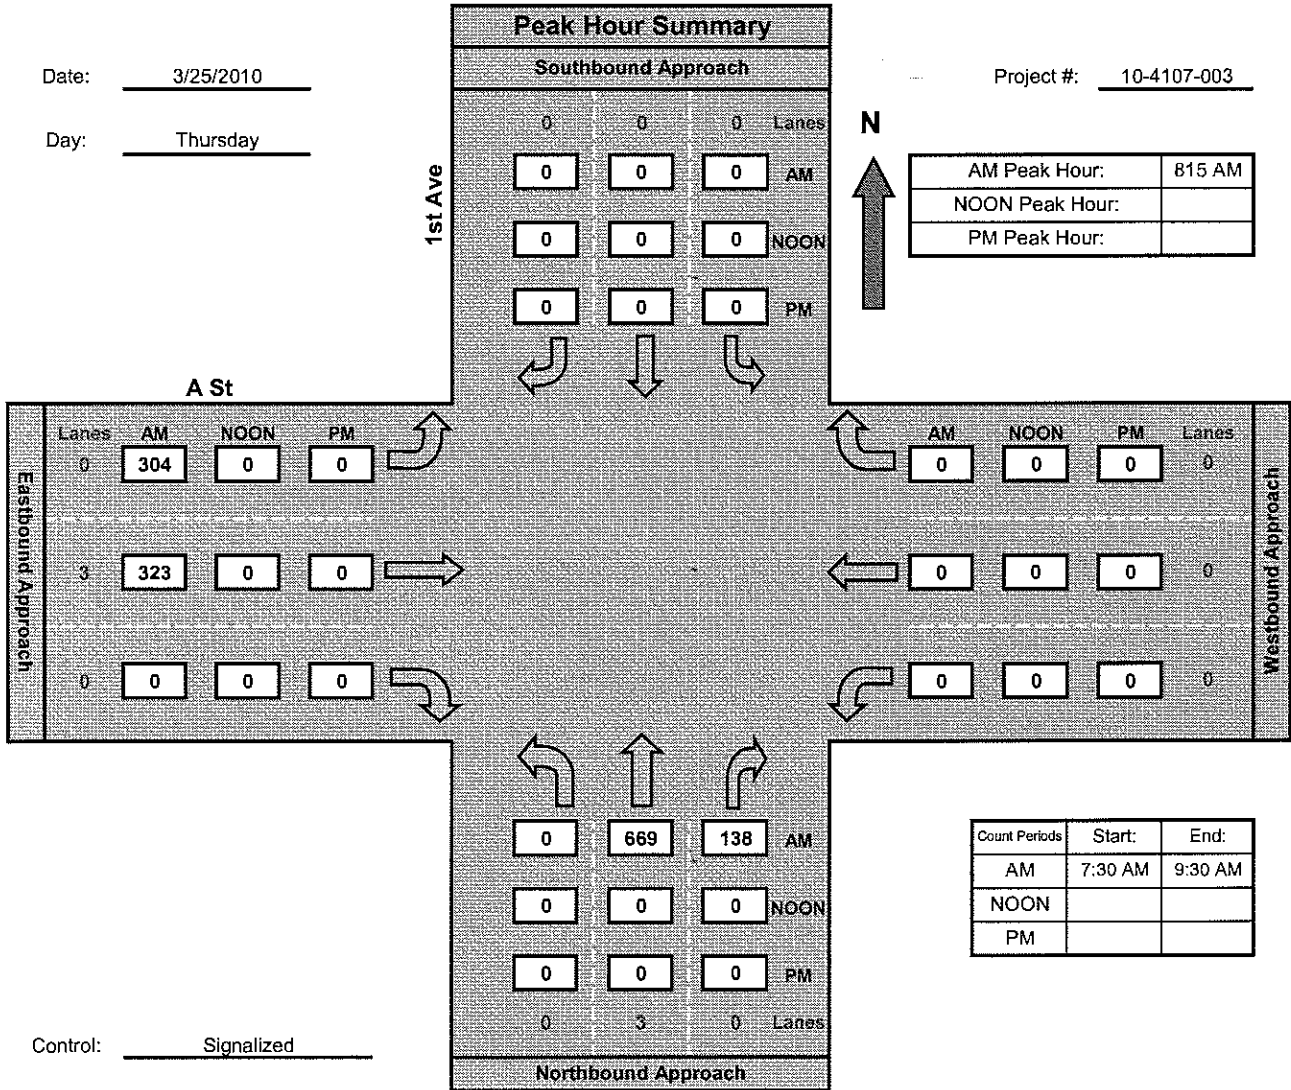 Peak Hour Summary
Southbound Approach
Date: 3/25/2010
Project #: 10-4107-003
Day: Thursday
0 0 0 Lanes
N
0 0 0 AM
AM Peak Hour: 815 AM
NOON Peak Hour:
PM Peak Hour:
1st Ave
0 0 0 NOON
0 0 0 PM
A St
Lanes AM NOON PM
0 304 0 0
3 323 0 0
0 0 0 0
Eastbound Approach
AM NOON PM Lanes
0 0 0 0
0 0 0 0
0 0 0 0
Westbound Approach
0 669 138 AM
0 0 0 NOON
0 0 0 PM
0 3 0 Lanes
Northbound Approach
Count Periods Start: End:
AM 7:30 AM 9:30 AM
NOON
PM
Control: Signalized